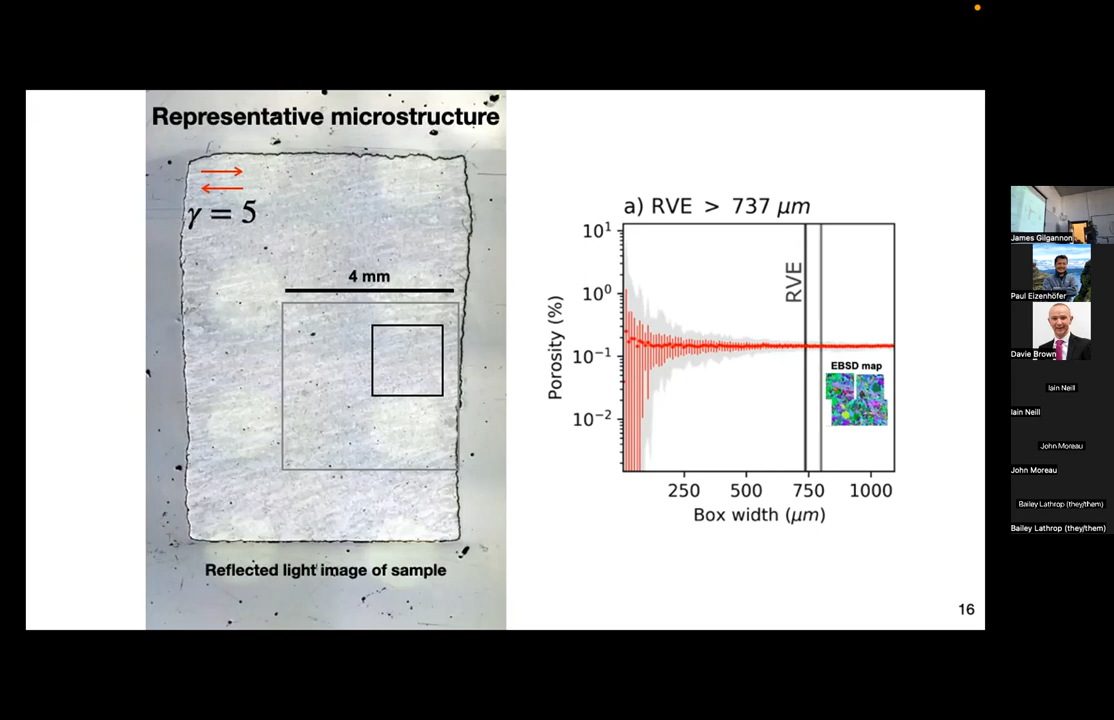 Representative microstructure
γ = 5
4 mm
Reflected light image of sample
a) RVE > 737 μm
10¹
10⁰
10⁻¹
10⁻²
Porosity (%)
RVE
EBSD map
250 500 750 1000
Box width (μm)
16
James Gilgannon
Paul Eizenhöfer
Davie Brown
Iain Neill
Iain Neill
John Moreau
John Moreau
Bailey Lathrop (they/them)
Bailey Lathrop (they/them)